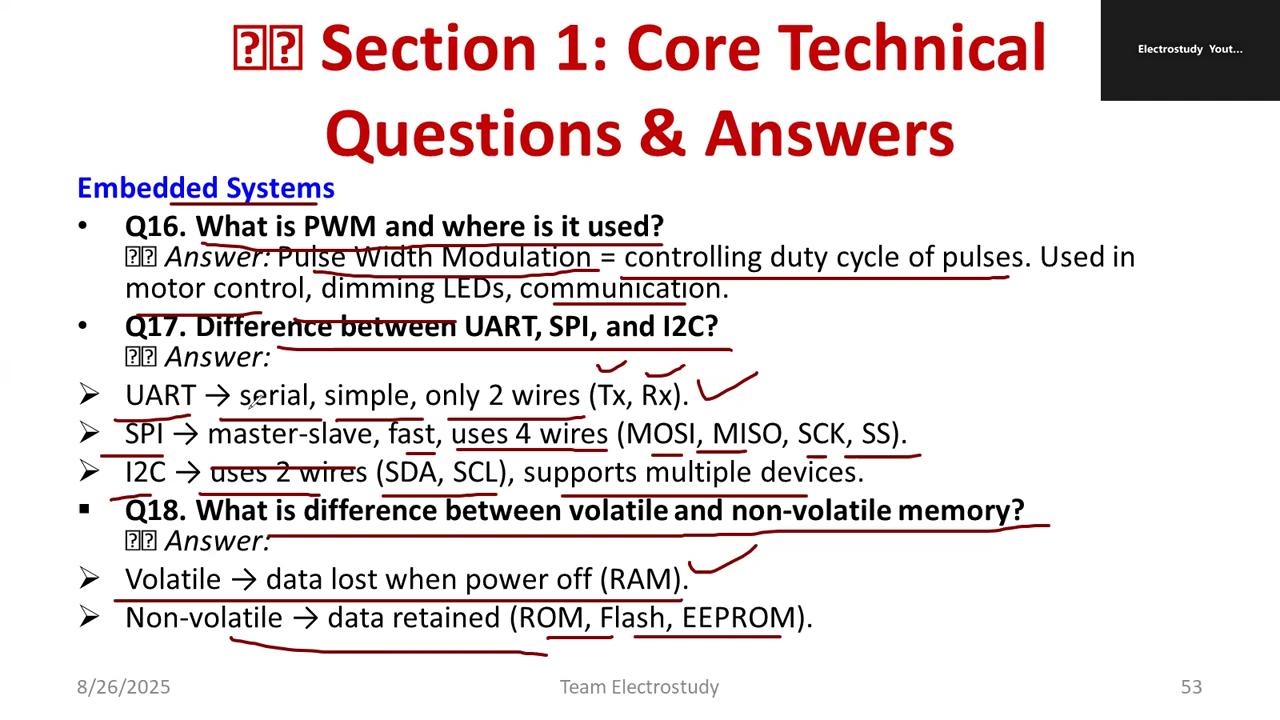 Section 1: Core Technical
Electrostudy Yout...
Questions & Answers
Embedded Systems
• Q16. What is PWM and where is it used?
Answer: Pulse Width Modulation = controlling duty cycle of pulses. Used in
motor control, dimming LEDs, communication.
• Q17. Difference between UART, SPI, and I2C?
Answer:
➢ UART → serial, simple, only 2 wires (Tx, Rx).
➢ SPI → master-slave, fast, uses 4 wires (MOSI, MISO, SCK, SS).
➢ I2C → uses 2 wires (SDA, SCL), supports multiple devices.
▪ Q18. What is difference between volatile and non-volatile memory?
Answer:
➢ Volatile → data lost when power off (RAM).
➢ Non-volatile → data retained (ROM, Flash, EEPROM).
8/26/2025
Team Electrostudy
53